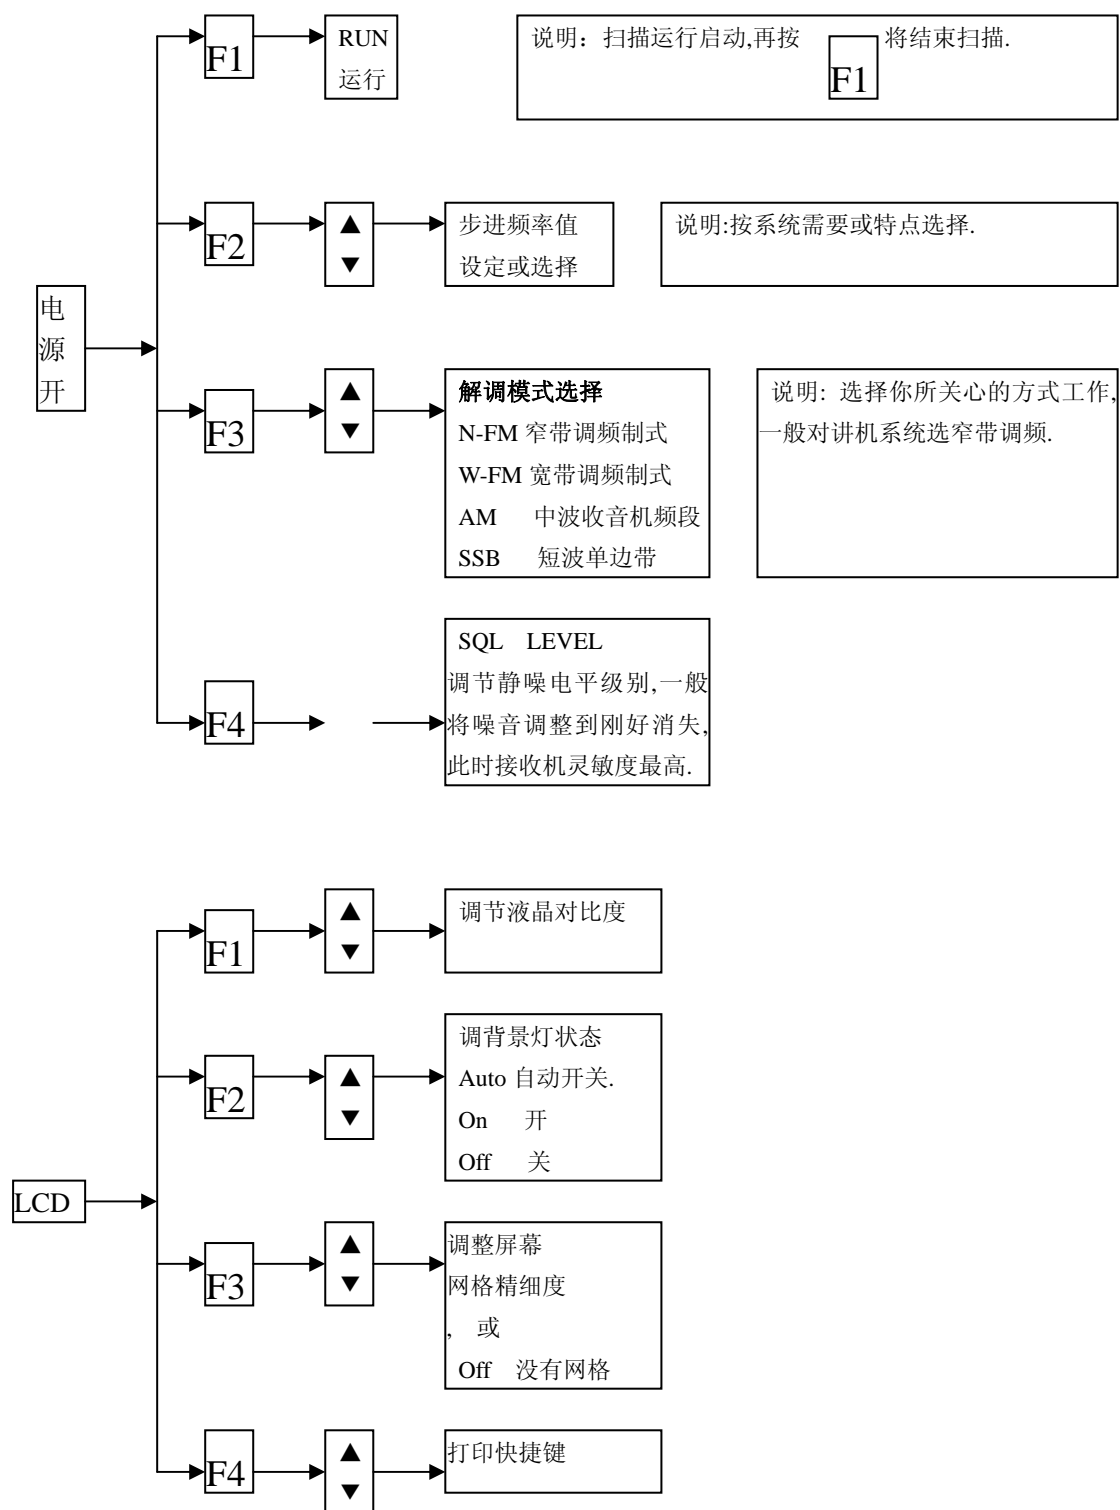 F1
RUN
运行
说明：扫描运行启动,再按 F1 将结束扫描.
F2
▲
▼
步进频率值
设定或选择
说明:按系统需要或特点选择.
电
源
开
F3
▲
▼
解调模式选择
N-FM 窄带调频制式
W-FM 宽带调频制式
AM 中波收音机频段
SSB 短波单边带
说明: 选择你所关心的方式工作,
一般对讲机系统选窄带调频.
F4
SQL LEVEL
调节静噪电平级别,一般
将噪音调整到刚好消失,
此时接收机灵敏度最高.
F1
▲
▼
调节液晶对比度
F2
▲
▼
调背景灯状态
Auto 自动开关.
On 开
Off 关
LCD
F3
▲
▼
调整屏幕
网格精细度
, 或
Off 没有网格
F4
▲
▼
打印快捷键